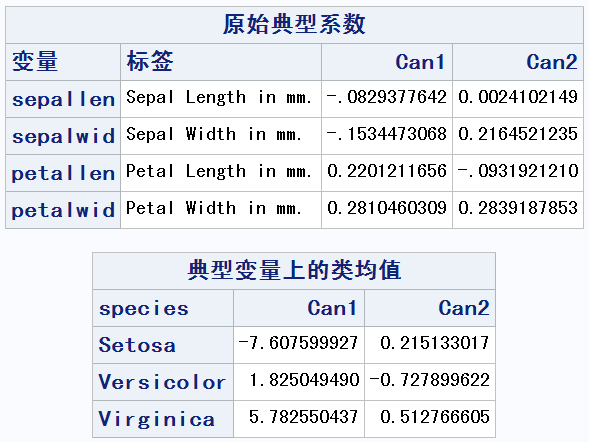 原始典型系数
变量 标签 Can1 Can2
sepallen Sepal Length in mm. -.0829377642 0.0024102149
sepalwid Sepal Width in mm. -.1534473068 0.2164521235
petallen Petal Length in mm. 0.2201211656 -.0931921210
petalwid Petal Width in mm. 0.2810460309 0.2839187853
典型变量上的类均值
species Can1 Can2
Setosa -7.607599927 0.215133017
Versicolor 1.825049490 -0.727899622
Virginica 5.782550437 0.512766605